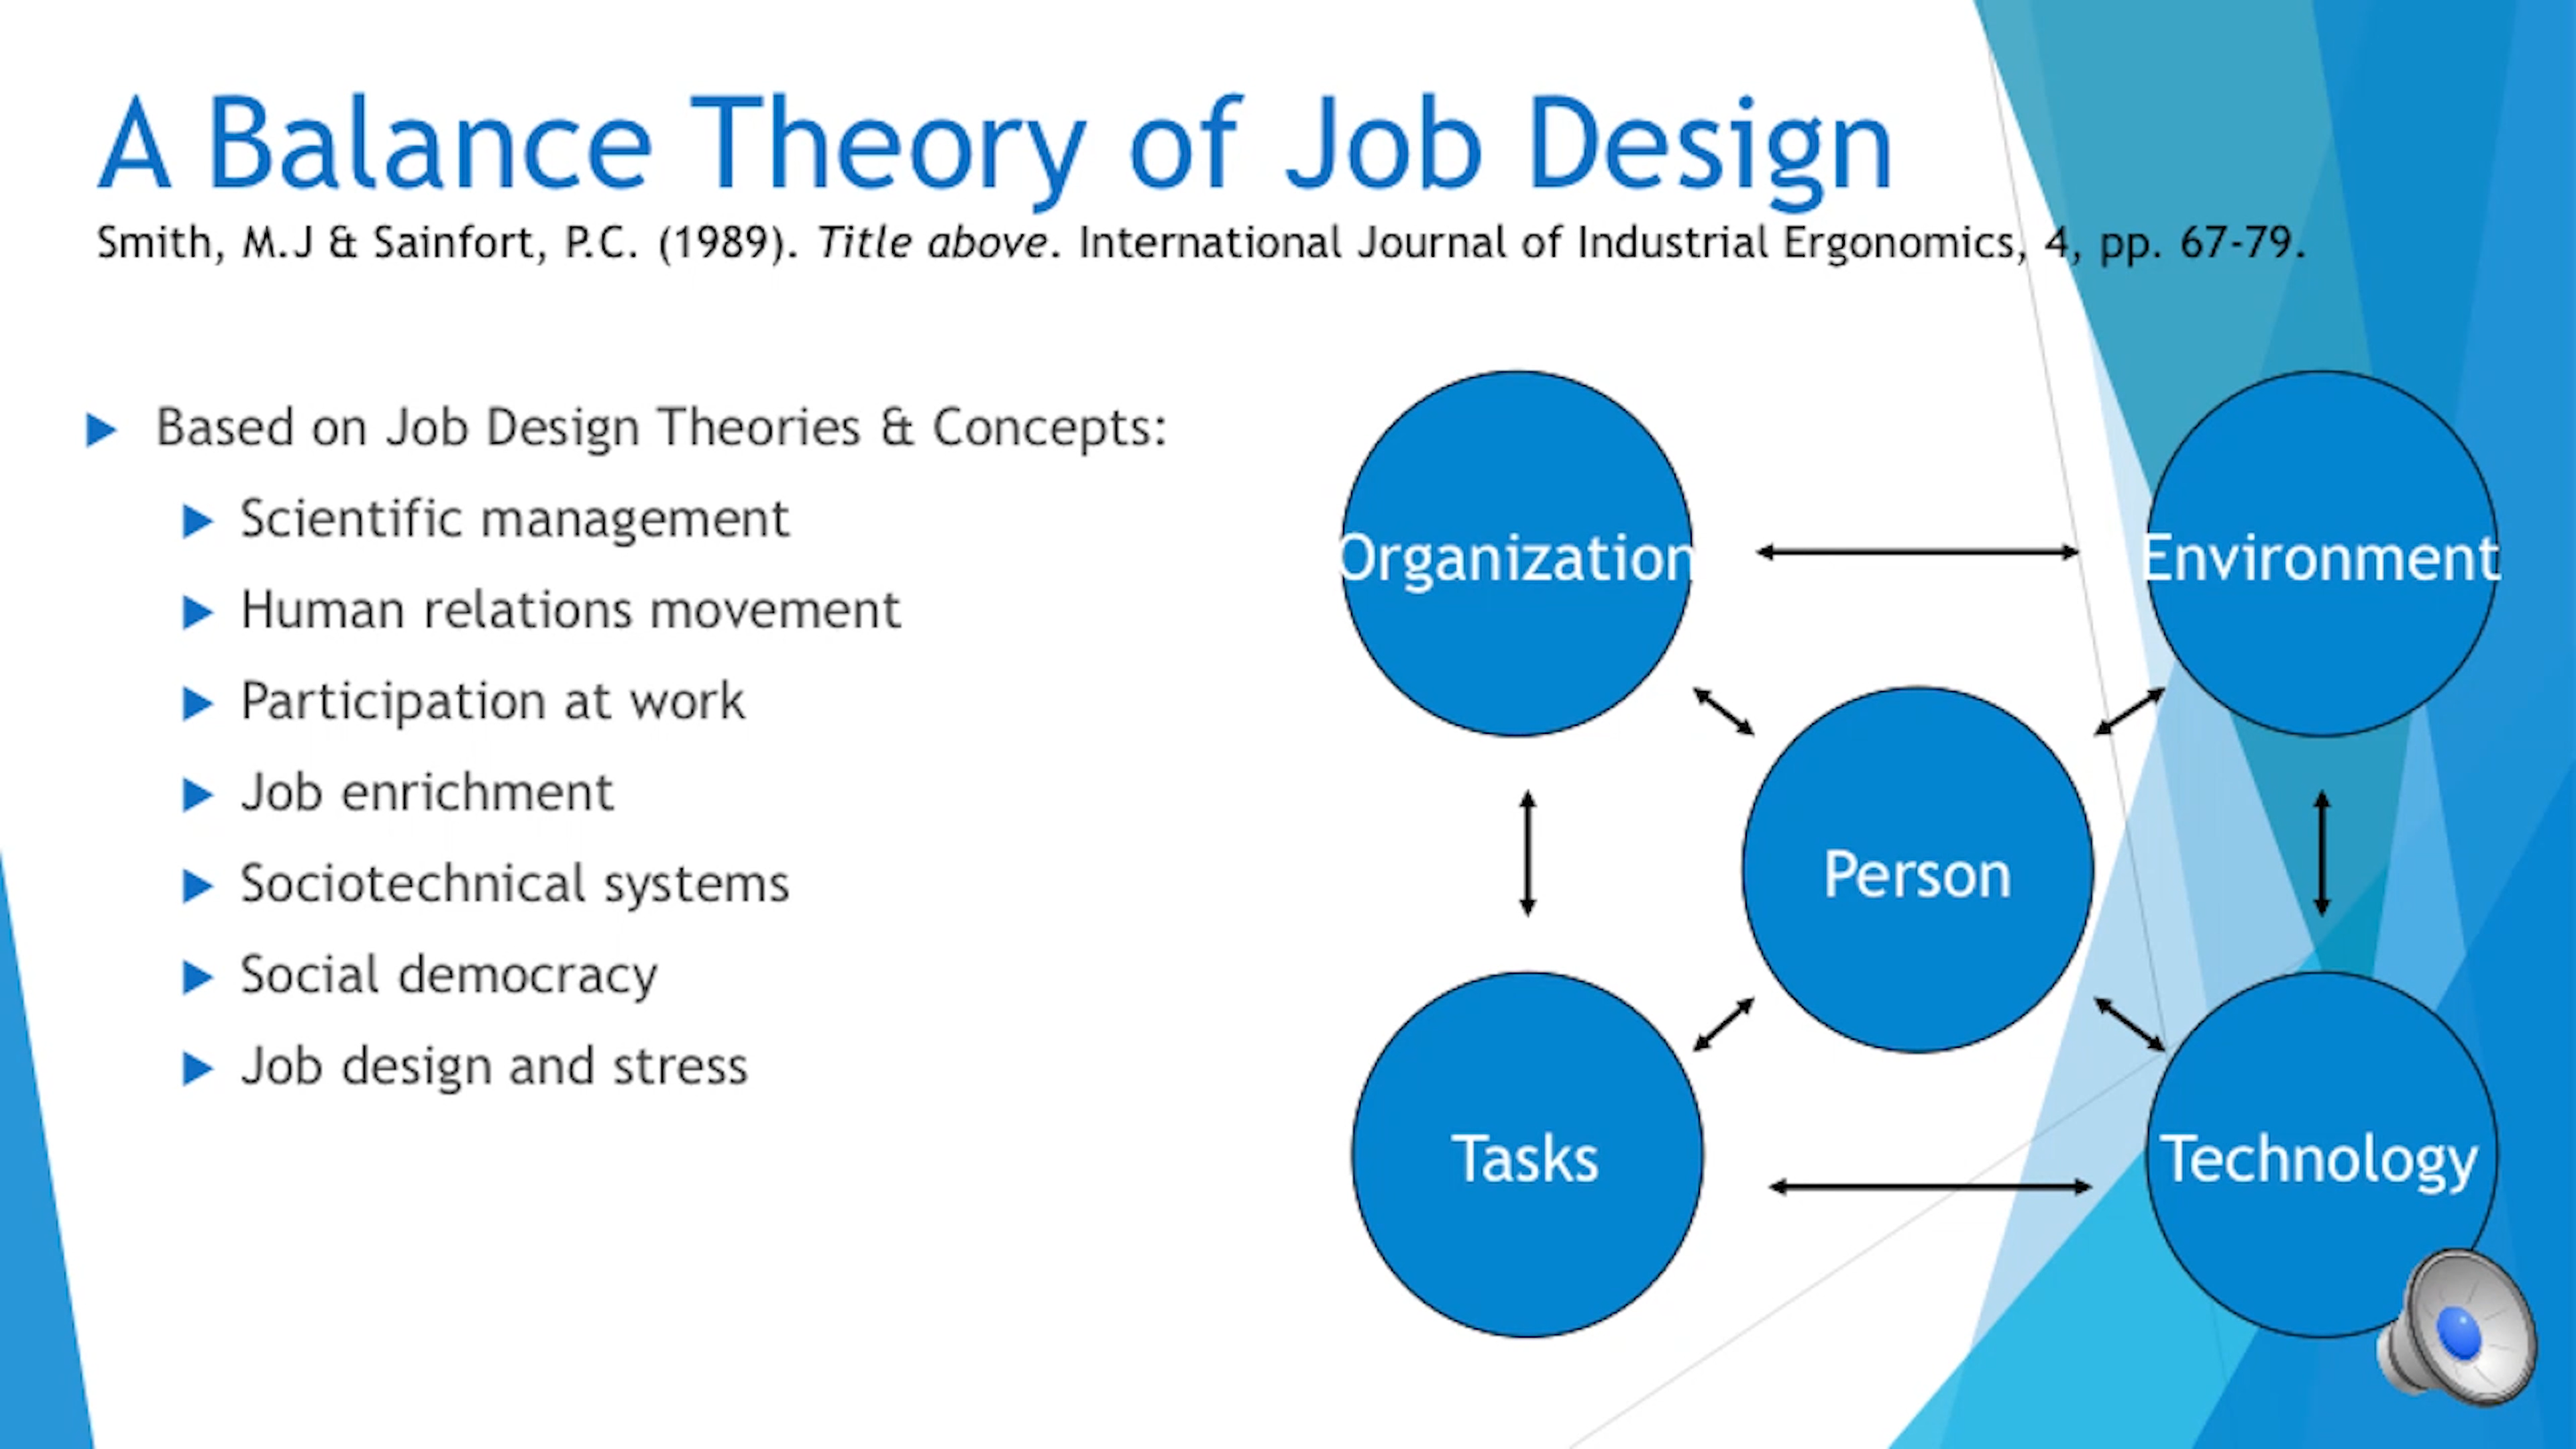 A Balance Theory of Job Design
Smith, M.J & Sainfort, P.C. (1989). Title above. International Journal of Industrial Ergonomics, 4, pp. 67-79.
Based on Job Design Theories & Concepts:
Scientific management
Human relations movement
Participation at work
Job enrichment
Sociotechnical systems
Social democracy
Job design and stress
Organization
Environment
Person
Tasks
Technology